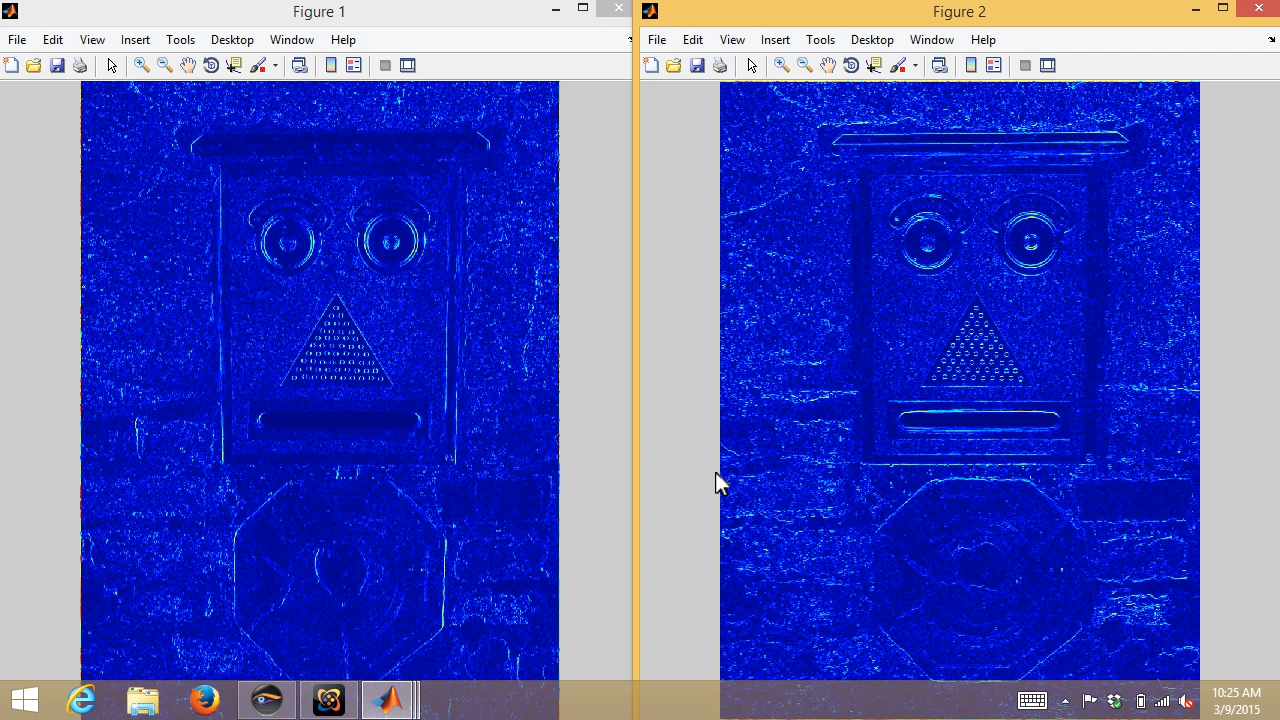 Figure 1
File Edit View Insert Tools Desktop Window Help
Figure 2
File Edit View Insert Tools Desktop Window Help
10:25 AM
3/9/2015